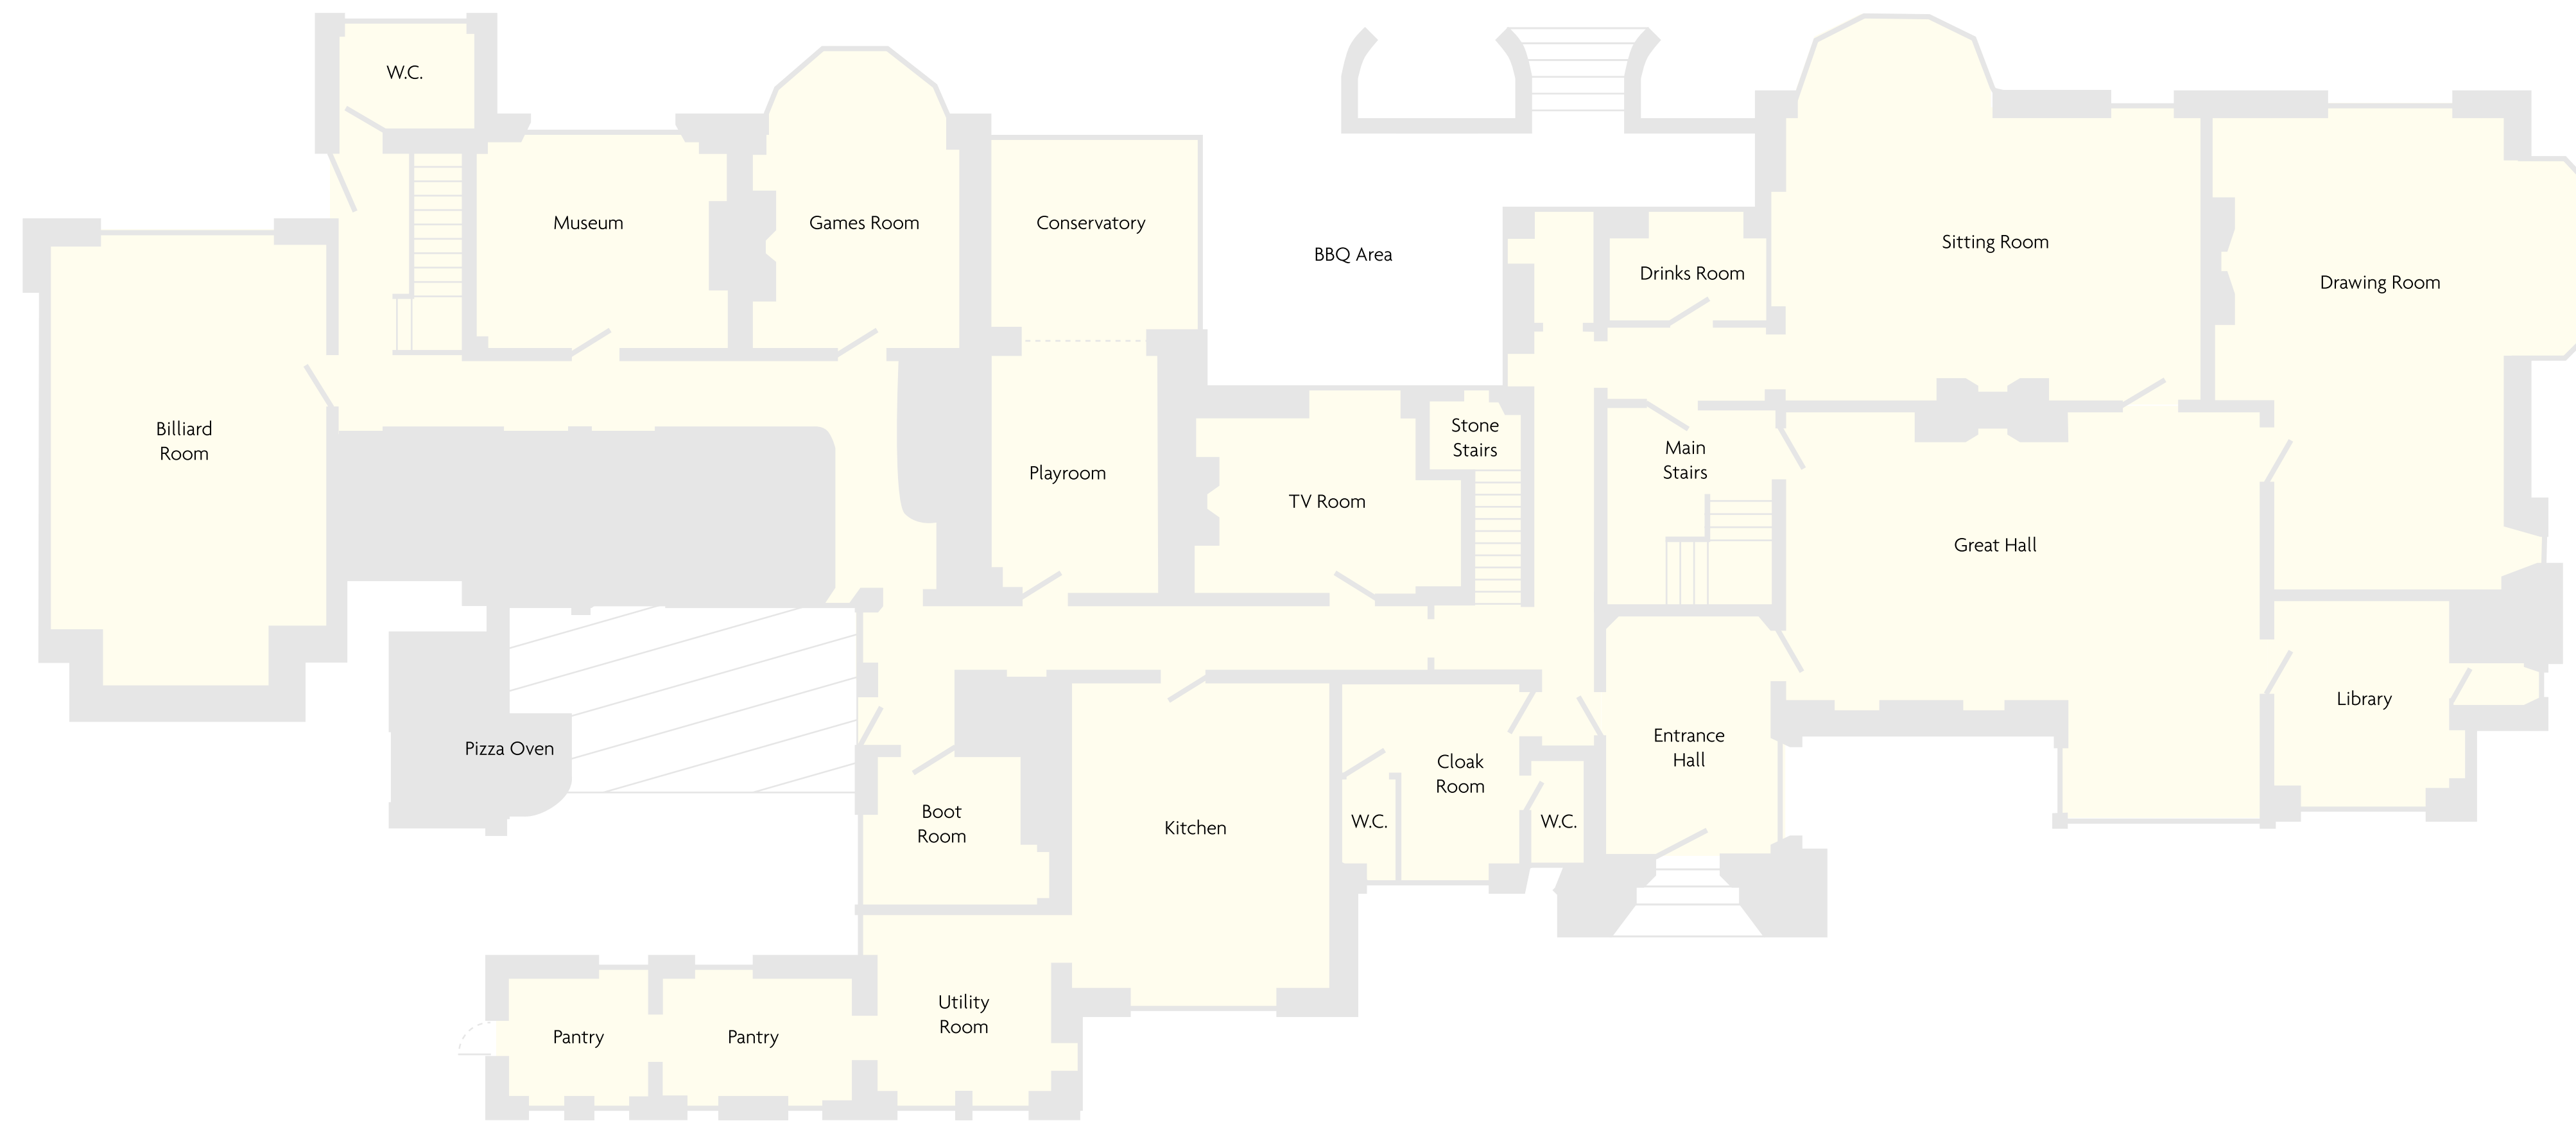 W.C.
Museum
Games Room
Conservatory
BBQ Area
Drinks Room
Sitting Room
Drawing Room
Billiard
Room
Playroom
TV Room
Stone
Stairs
Main
Stairs
Great Hall
Pizza Oven
Boot
Room
Kitchen
W.C.
Cloak
Room
W.C.
Entrance
Hall
Library
Pantry
Pantry
Utility
Room